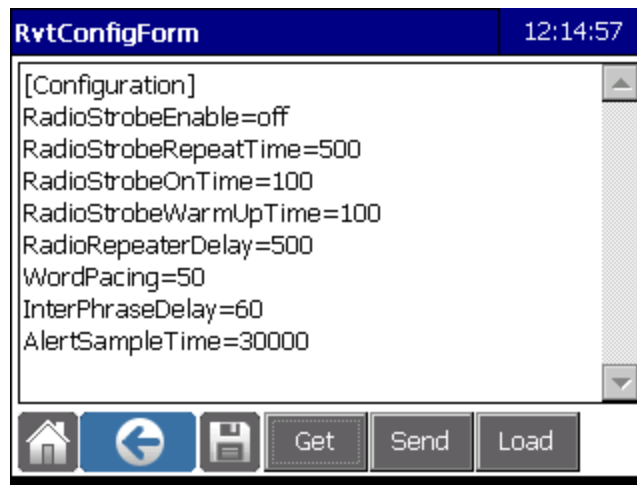 RvtConfigForm 12:14:57
[Configuration]
RadioStrobeEnable=off
RadioStrobeRepeatTime=500
RadioStrobeOnTime=100
RadioStrobeWarmUpTime=100
RadioRepeaterDelay=500
WordPacing=50
InterPhraseDelay=60
AlertSampleTime=30000
Get Send Load